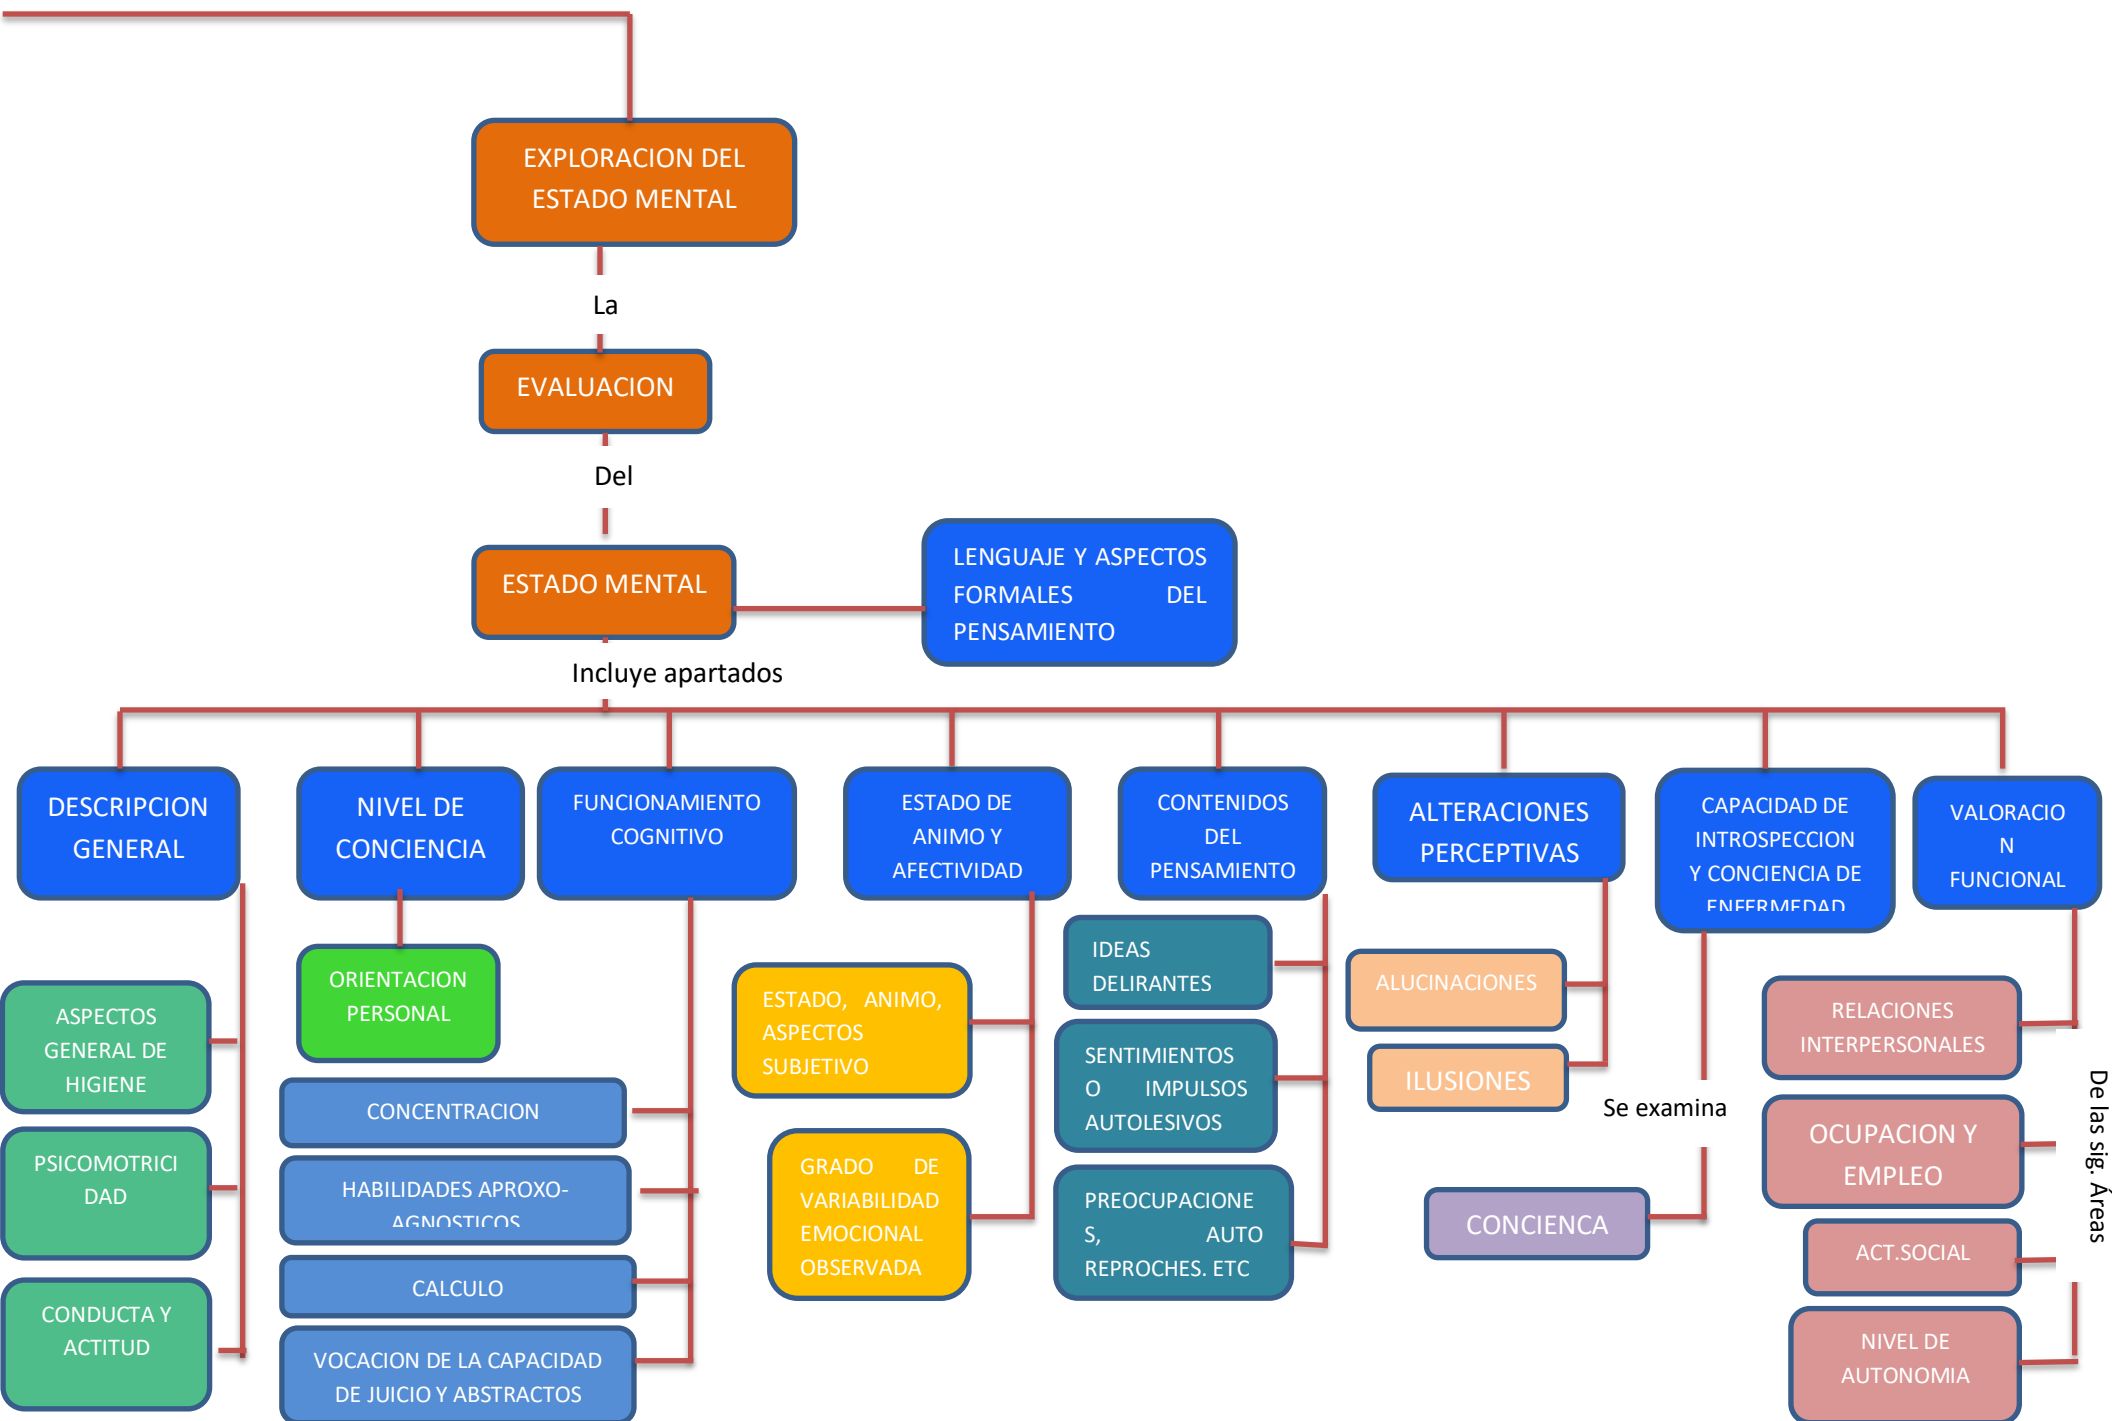 EXPLORACION DEL
ESTADO MENTAL
La
EVALUACION
Del
ESTADO MENTAL
LENGUAJE Y ASPECTOS
FORMALES DEL
PENSAMIENTO
Incluye apartados
DESCRIPCION
GENERAL
NIVEL DE
CONCIENCIA
FUNCIONAMIENTO
COGNITIVO
ESTADO DE
ANIMO Y
AFECTIVIDAD
CONTENIDOS
DEL
PENSAMIENTO
ALTERACIONES
PERCEPTIVAS
CAPACIDAD DE
INTROSPECCION
Y CONCIENCIA DE
ENFERMEDAD
VALORACIO
N
FUNCIONAL
ASPECTOS
GENERAL DE
HIGIENE
PSICOMOTRICI
DAD
CONDUCTA Y
ACTITUD
ORIENTACION
PERSONAL
CONCENTRACION
HABILIDADES APROXO-
AGNOSTICOS
CALCULO
VOCACION DE LA CAPACIDAD
DE JUICIO Y ABSTRACTOS
ESTADO, ANIMO,
ASPECTOS
SUBJETIVO
GRADO DE
VARIABILIDAD
EMOCIONAL
OBSERVADA
IDEAS
DELIRANTES
SENTIMIENTOS
O IMPULSOS
AUTOLESIVOS
PREOCUPACIONE
S, AUTO
REPROCHES. ETC
ALUCINACIONES
ILUSIONES
Se examina
CONCIENCA
RELACIONES
INTERPERSONALES
OCUPACION Y
EMPLEO
ACT.SOCIAL
NIVEL DE
AUTONOMIA
De las sig. Áreas